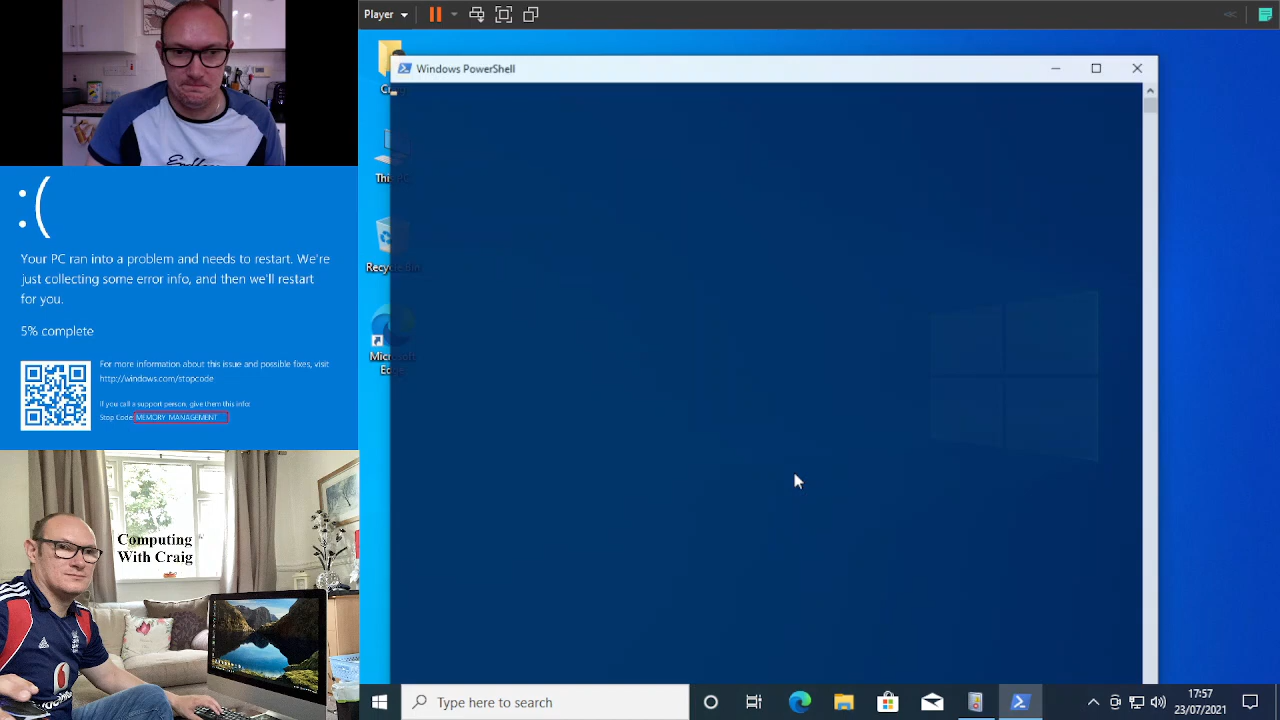 Player
Windows PowerShell
This PC
Microsoft
:(
Your PC ran into a problem and needs to restart. We're
just collecting some error info, and then we'll restart
for you.
5% complete
For more information about this issue and possible fixes, visit
http://windows.com/stopcode
If you call a support person, give them this info:
Stop Code: MEMORY MANAGEMENT
Computing
With Craig
Type here to search
17:57
23/07/2021